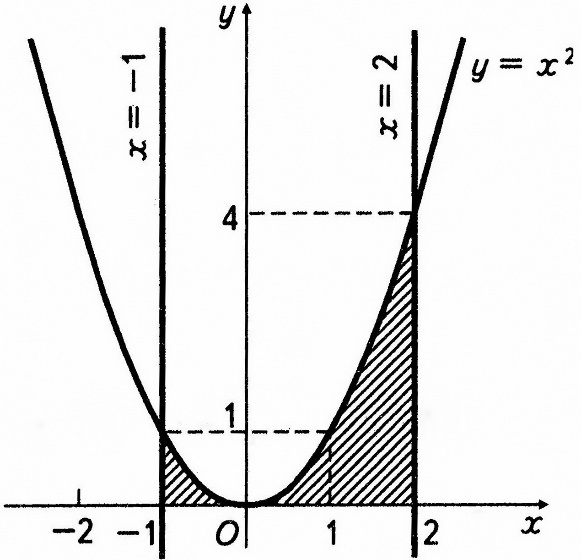 y
x = −1
x = 2
y = x²
4
1
−2
−1
O
1
2
x